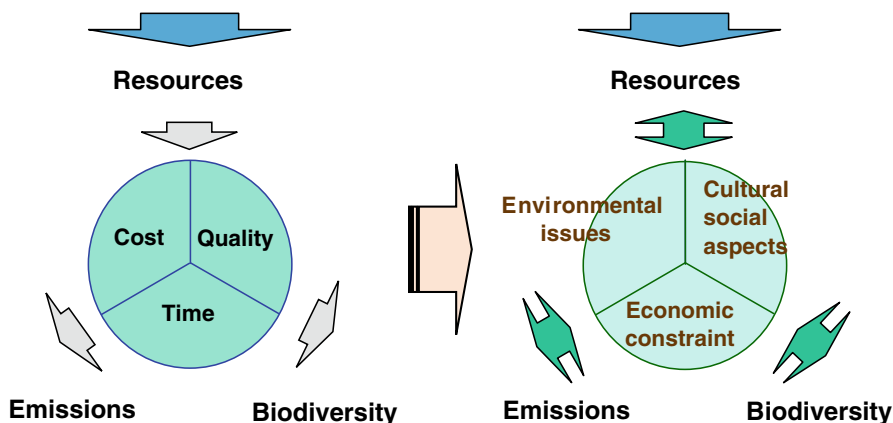 Resources
Cost
Quality
Time
Emissions
Biodiversity
Resources
Environmental
issues
Cultural
social
aspects
Economic
constraint
Emissions
Biodiversity